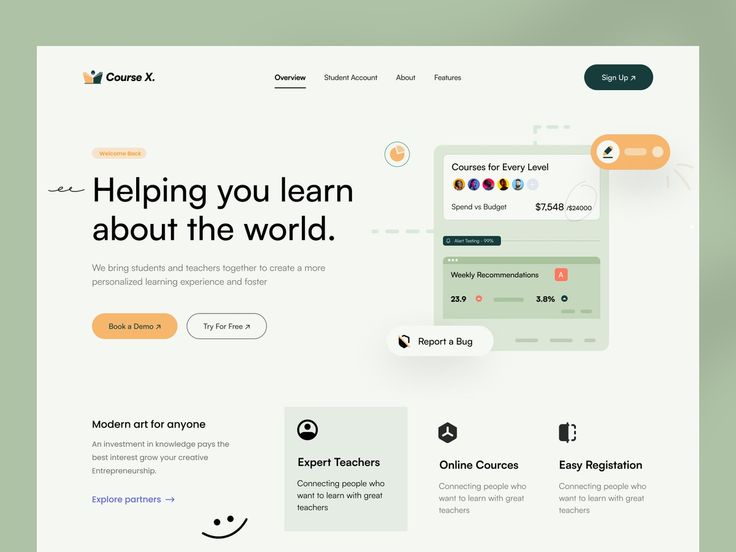 Course X.
Overview
Student Account
About
Features
Sign Up ↗
Welcome Back
Helping you learn
about the world.
We bring students and teachers together to create a more
personalized learning experience and foster
Book a Demo ↗
Try For Free ↗
Courses for Every Level
Spend vs Budget
$7,548 /$24000
Alert Testing - 99%
Weekly Recommendations
A
23.9
3.8%
Report a Bug
Modern art for anyone
An investment in knowledge pays the
best interest grow your creative
Entrepreneurship.
Explore partners →
Expert Teachers
Connecting people who
want to learn with great
teachers
Online Cources
Connecting people who
want to learn with great
teachers
Easy Registation
Connecting people who
want to learn with great
teachers